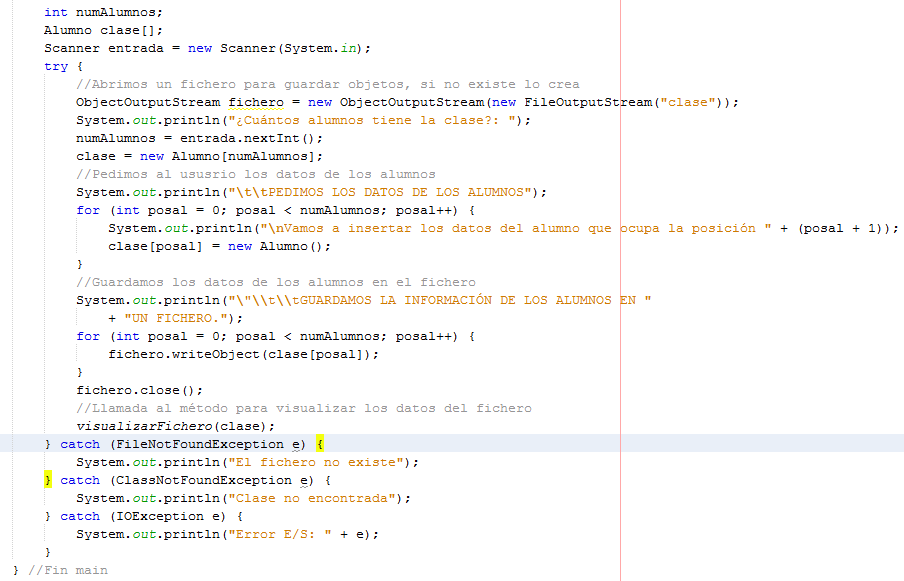 int numAlumnos;
Alumno clase[];
Scanner entrada = new Scanner(System.in);
try {
//Abrimos un fichero para guardar objetos, si no existe lo crea
ObjectOutputStream fichero = new ObjectOutputStream(new FileOutputStream("clase"));
System.out.println("¿Cuántos alumnos tiene la clase?: ");
numAlumnos = entrada.nextInt();
clase = new Alumno[numAlumnos];
//Pedimos al ususrio los datos de los alumnos
System.out.println("\t\tPEDIMOS LOS DATOS DE LOS ALUMNOS");
for (int posal = 0; posal < numAlumnos; posal++) {
System.out.println("\nVamos a insertar los datos del alumno que ocupa la posición " + (posal + 1));
clase[posal] = new Alumno();
}
//Guardamos los datos de los alumnos en el fichero
System.out.println("\"\\t\\tGUARDAMOS LA INFORMACIÓN DE LOS ALUMNOS EN "
+ "UN FICHERO.");
for (int posal = 0; posal < numAlumnos; posal++) {
fichero.writeObject(clase[posal]);
}
fichero.close();
//Llamada al método para visualizar los datos del fichero
visualizarFichero(clase);
} catch (FileNotFoundException e) {
System.out.println("El fichero no existe");
} catch (ClassNotFoundException e) {
System.out.println("Clase no encontrada");
} catch (IOException e) {
System.out.println("Error E/S: " + e);
}
} //Fin main